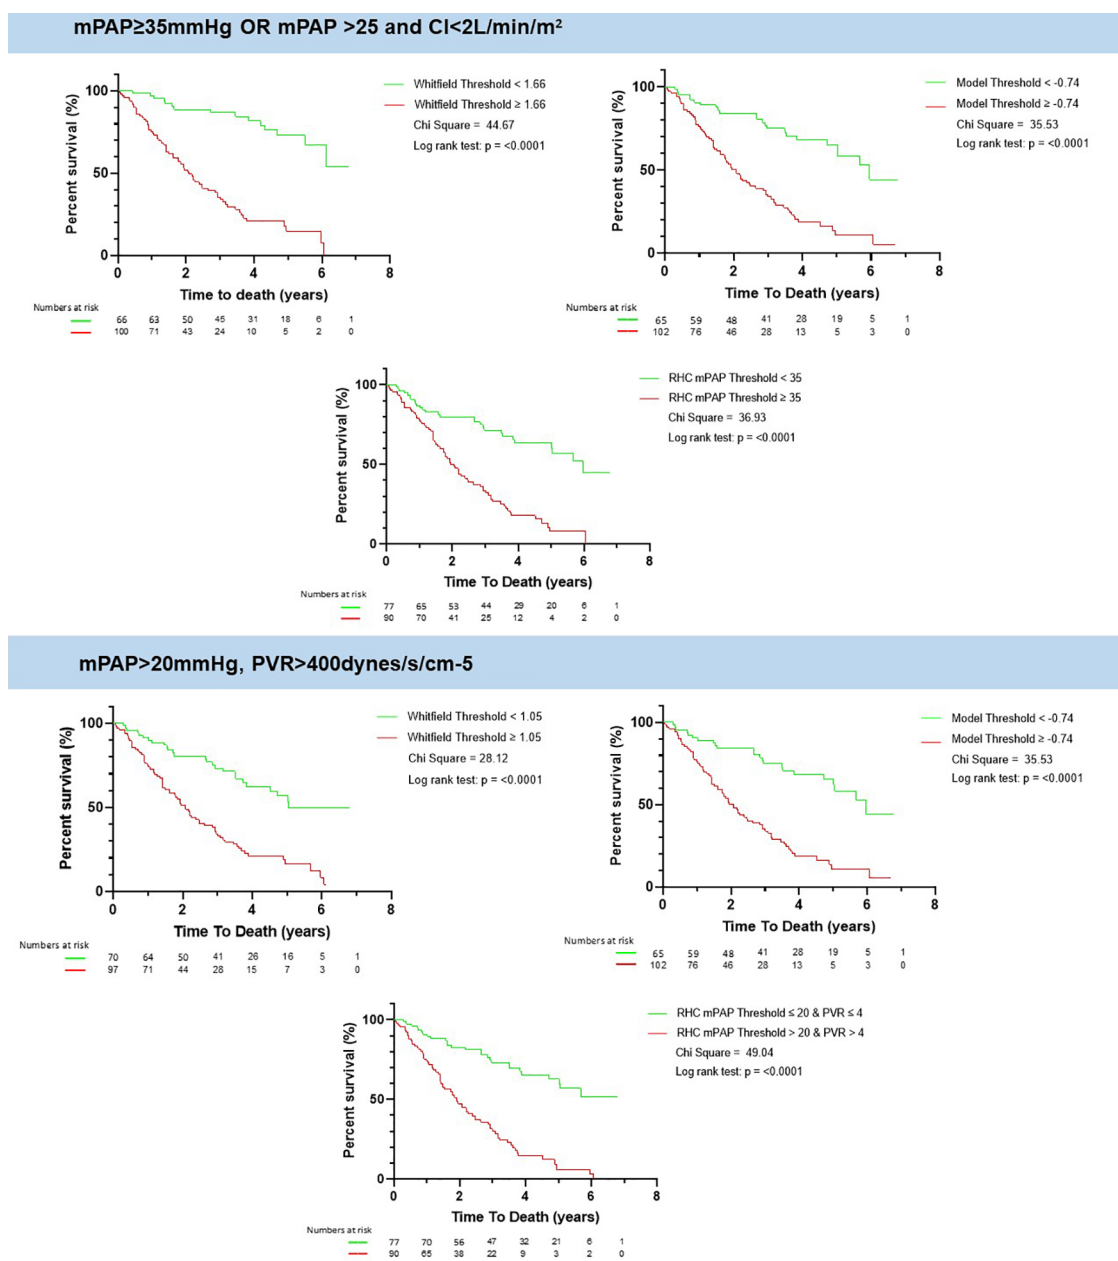 mPAP≥35mmHg OR mPAP >25 and CI<2L/min/m²
Whitfield Threshold < 1.66
Whitfield Threshold ≥ 1.66
Chi Square = 44.67
Log rank test: p = <0.0001
Percent survival (%)
100
50
0
0 2 4 6 8
Time to death (years)
Numbers at risk
66 63 50 45 31 18 6 1
100 71 43 24 10 5 2 0
Model Threshold < -0.74
Model Threshold ≥ -0.74
Chi Square = 35.53
Log rank test: p = <0.0001
Percent survival (%)
100
50
0
0 2 4 6 8
Time To Death (years)
Numbers at risk
65 59 48 41 28 19 5 1
102 76 46 28 13 5 3 0
RHC mPAP Threshold < 35
RHC mPAP Threshold ≥ 35
Chi Square = 36.93
Log rank test: p = <0.0001
Percent survival (%)
100
50
0
0 2 4 6 8
Time To Death (years)
Numbers at risk
77 65 53 44 29 20 6 1
90 70 41 25 12 4 2 0
mPAP>20mmHg, PVR>400dynes/s/cm-5
Whitfield Threshold < 1.05
Whitfield Threshold ≥ 1.05
Chi Square = 28.12
Log rank test: p = <0.0001
Percent survival (%)
100
50
0
0 2 4 6 8
Time To Death (years)
Numbers at risk
70 64 50 41 26 16 5 1
97 71 44 28 15 7 3 0
Model Threshold < -0.74
Model Threshold ≥ -0.74
Chi Square = 35.53
Log rank test: p = <0.0001
Percent survival (%)
100
50
0
0 2 4 6 8
Time To Death (years)
Numbers at risk
65 59 48 41 28 19 5 1
102 76 46 28 13 5 3 0
RHC mPAP Threshold ≤ 20 & PVR ≤ 4
RHC mPAP Threshold > 20 & PVR > 4
Chi Square = 49.04
Log rank test: p = <0.0001
Percent survival (%)
100
50
0
0 2 4 6 8
Time To Death (years)
Numbers at risk
77 70 56 47 32 21 6 1
90 65 38 22 9 3 2 0